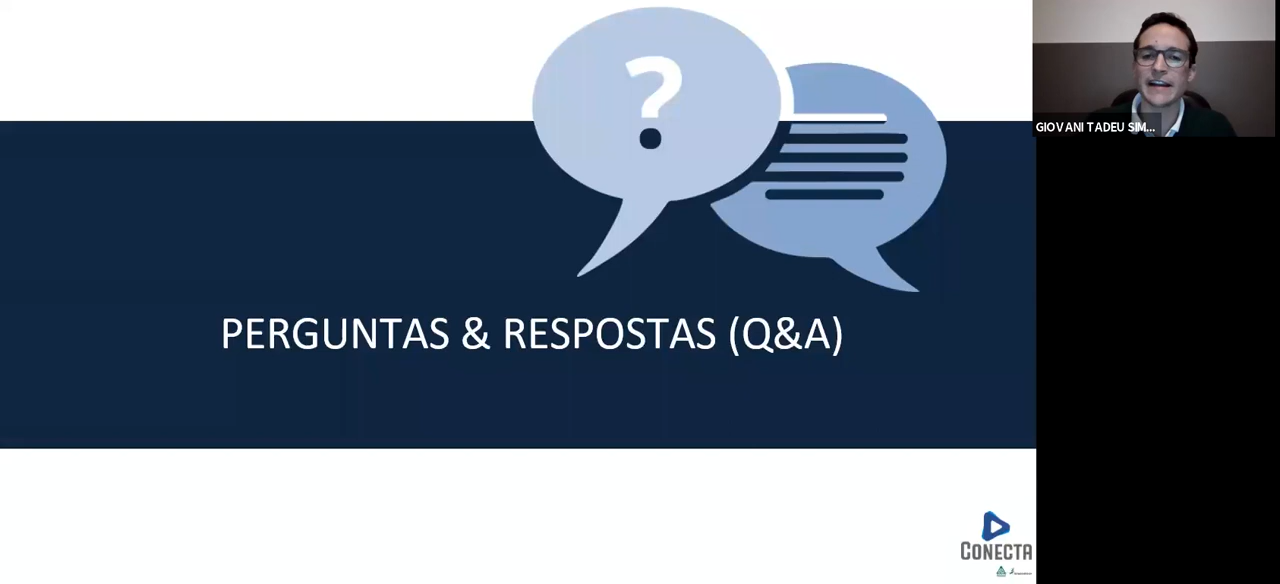 ?
GIOVANI TADEU SIM...
PERGUNTAS & RESPOSTAS (Q&A)
CONECTA